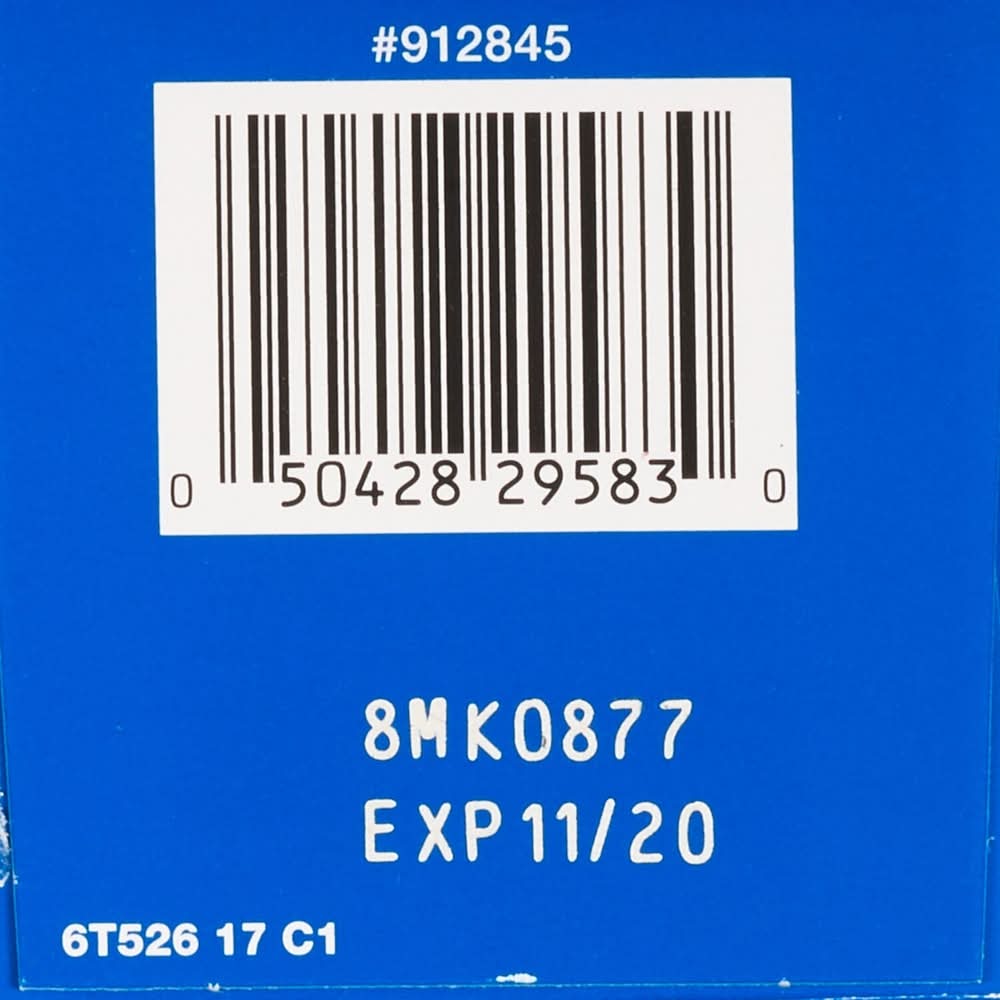 #912845
0 50428 29583 0
8MK0877
EXP 11/20
6T526 17 C1